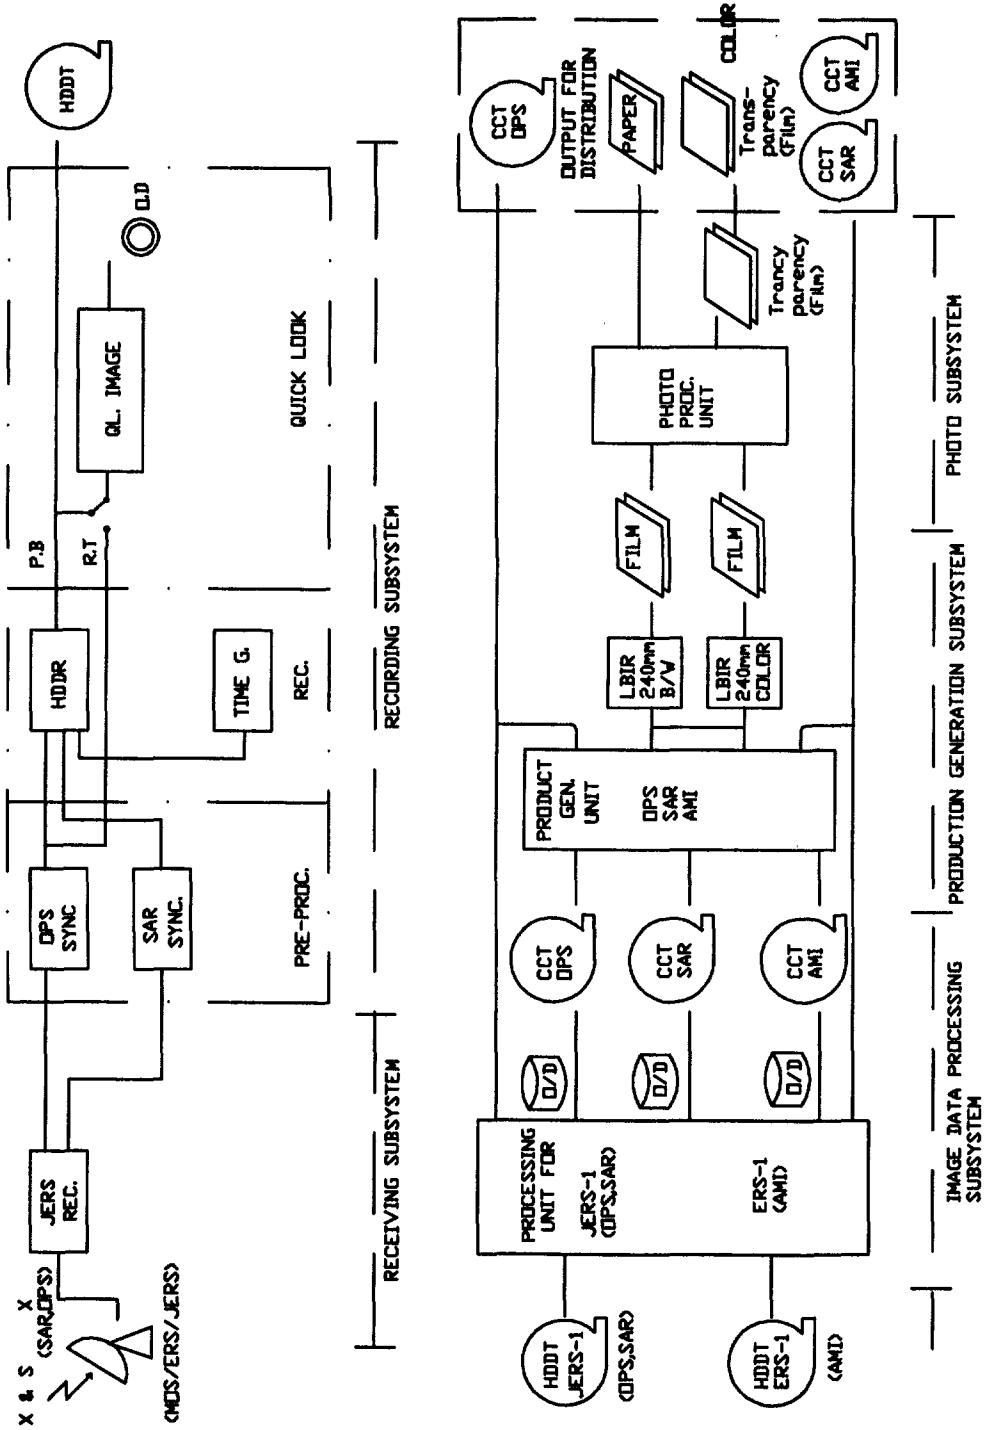 X & S
X
(SAR,OPS)
(MOS/ERS/JERS)
JERS
REC.
RECEIVING SUBSYSTEM
OPS
SYNC
SAR
SYNC.
PRE-PROC.
HDDR
TIME G.
REC.
RECORDING SUBSYSTEM
P.B
R.T
QL. IMAGE
QUICK LOOK
O.D
HDDT
HDDT
JERS-1
(OPS,SAR)
HDDT
ERS-1
(AMI)
PROCESSING
UNIT FOR
JERS-1
(OPS,SAR)
ERS-1
(AMI)
O/D
O/D
O/D
CCT
OPS
CCT
SAR
CCT
AMI
IMAGE DATA PROCESSING
SUBSYSTEM
PRODUCT
GEN.
UNIT
OPS
SAR
AMI
LBIR
240mm
B/W
LBIR
240mm
COLOR
PRODUCTION GENERATION SUBSYSTEM
FILM
FILM
PHOTO
PROC.
UNIT
Trancy
parency
(Film)
PHOTO SUBSYSTEM
CCT
OPS
OUTPUT FOR
DISTRIBUTION
PAPER
COLOR
Trans-
parency
(Film)
CCT
SAR
CCT
AMI